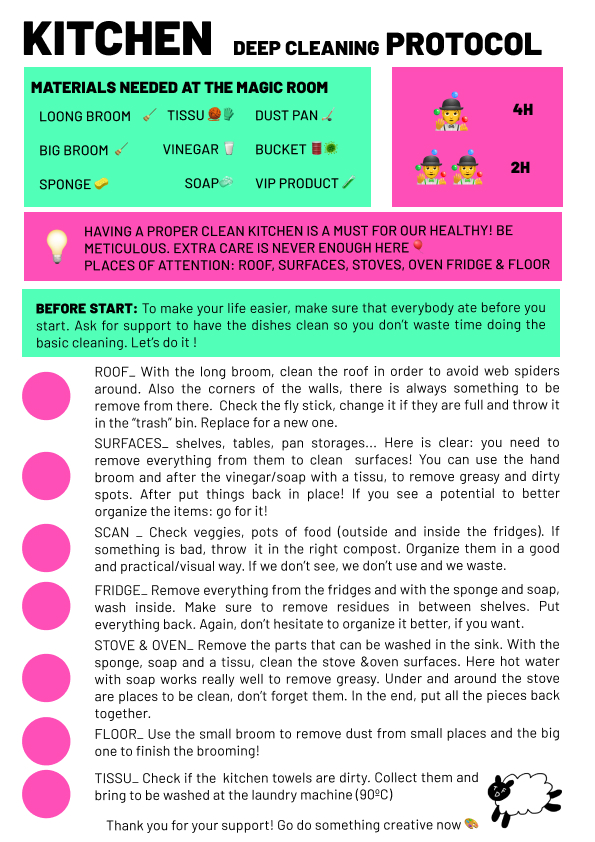 KITCHEN DEEP CLEANING PROTOCOL
MATERIALS NEEDED AT THE MAGIC ROOM
LOONG BROOM TISSU DUST PAN
BIG BROOM VINEGAR BUCKET
SPONGE SOAP VIP PRODUCT
4H
2H
HAVING A PROPER CLEAN KITCHEN IS A MUST FOR OUR HEALTHY! BE
METICULOUS. EXTRA CARE IS NEVER ENOUGH HERE
PLACES OF ATTENTION: ROOF, SURFACES, STOVES, OVEN FRIDGE & FLOOR
BEFORE START: To make your life easier, make sure that everybody ate before you
start. Ask for support to have the dishes clean so you don't waste time doing the
basic cleaning. Let's do it !
ROOF_ With the long broom, clean the roof in order to avoid web spiders
around. Also the corners of the walls, there is always something to be
remove from there. Check the fly stick, change it if they are full and throw it
in the "trash" bin. Replace for a new one.
SURFACES_ shelves, tables, pan storages... Here is clear: you need to
remove everything from them to clean surfaces! You can use the hand
broom and after the vinegar/soap with a tissu, to remove greasy and dirty
spots. After put things back in place! If you see a potential to better
organize the items: go for it!
SCAN _ Check veggies, pots of food (outside and inside the fridges). If
something is bad, throw it in the right compost. Organize them in a good
and practical/visual way. If we don't see, we don't use and we waste.
FRIDGE_ Remove everything from the fridges and with the sponge and soap,
wash inside. Make sure to remove residues in between shelves. Put
everything back. Again, don't hesitate to organize it better, if you want.
STOVE & OVEN_ Remove the parts that can be washed in the sink. With the
sponge, soap and a tissu, clean the stove &oven surfaces. Here hot water
with soap works really well to remove greasy. Under and around the stove
are places to be clean, don't forget them. In the end, put all the pieces back
together.
FLOOR_ Use the small broom to remove dust from small places and the big
one to finish the brooming!
TISSU_ Check if the kitchen towels are dirty. Collect them and
bring to be washed at the laundry machine (90ºC)
Thank you for your support! Go do something creative now